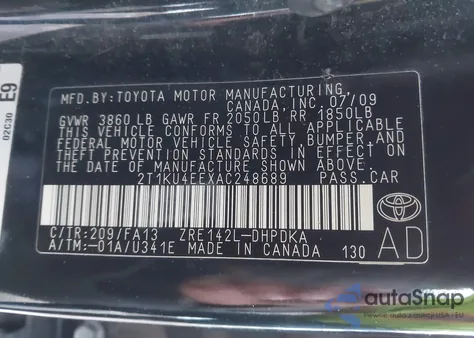 E9
02C30
MFD.BY:TOYOTA MOTOR MANUFACTURING,
CANADA, INC. 07/09
GVWR 3860 LB GAWR FR 2050LB RR 1850LB
THIS VEHICLE CONFORMS TO ALL APPLICABLE
FEDERAL MOTOR VEHICLE SAFETY, BUMPER, AND
THEFT PREVENTION STANDARDS IN EFFECT ON
THE DATE OF MANUFACTURE SHOWN ABOVE.
2T1KU4EEXAC248689 PASS.CAR
C/TR:209/FA13 ZRE142L-DHPDKA
A/TM:-01A/U341E MADE IN CANADA 130
AD
TOYOTA
autaSnap